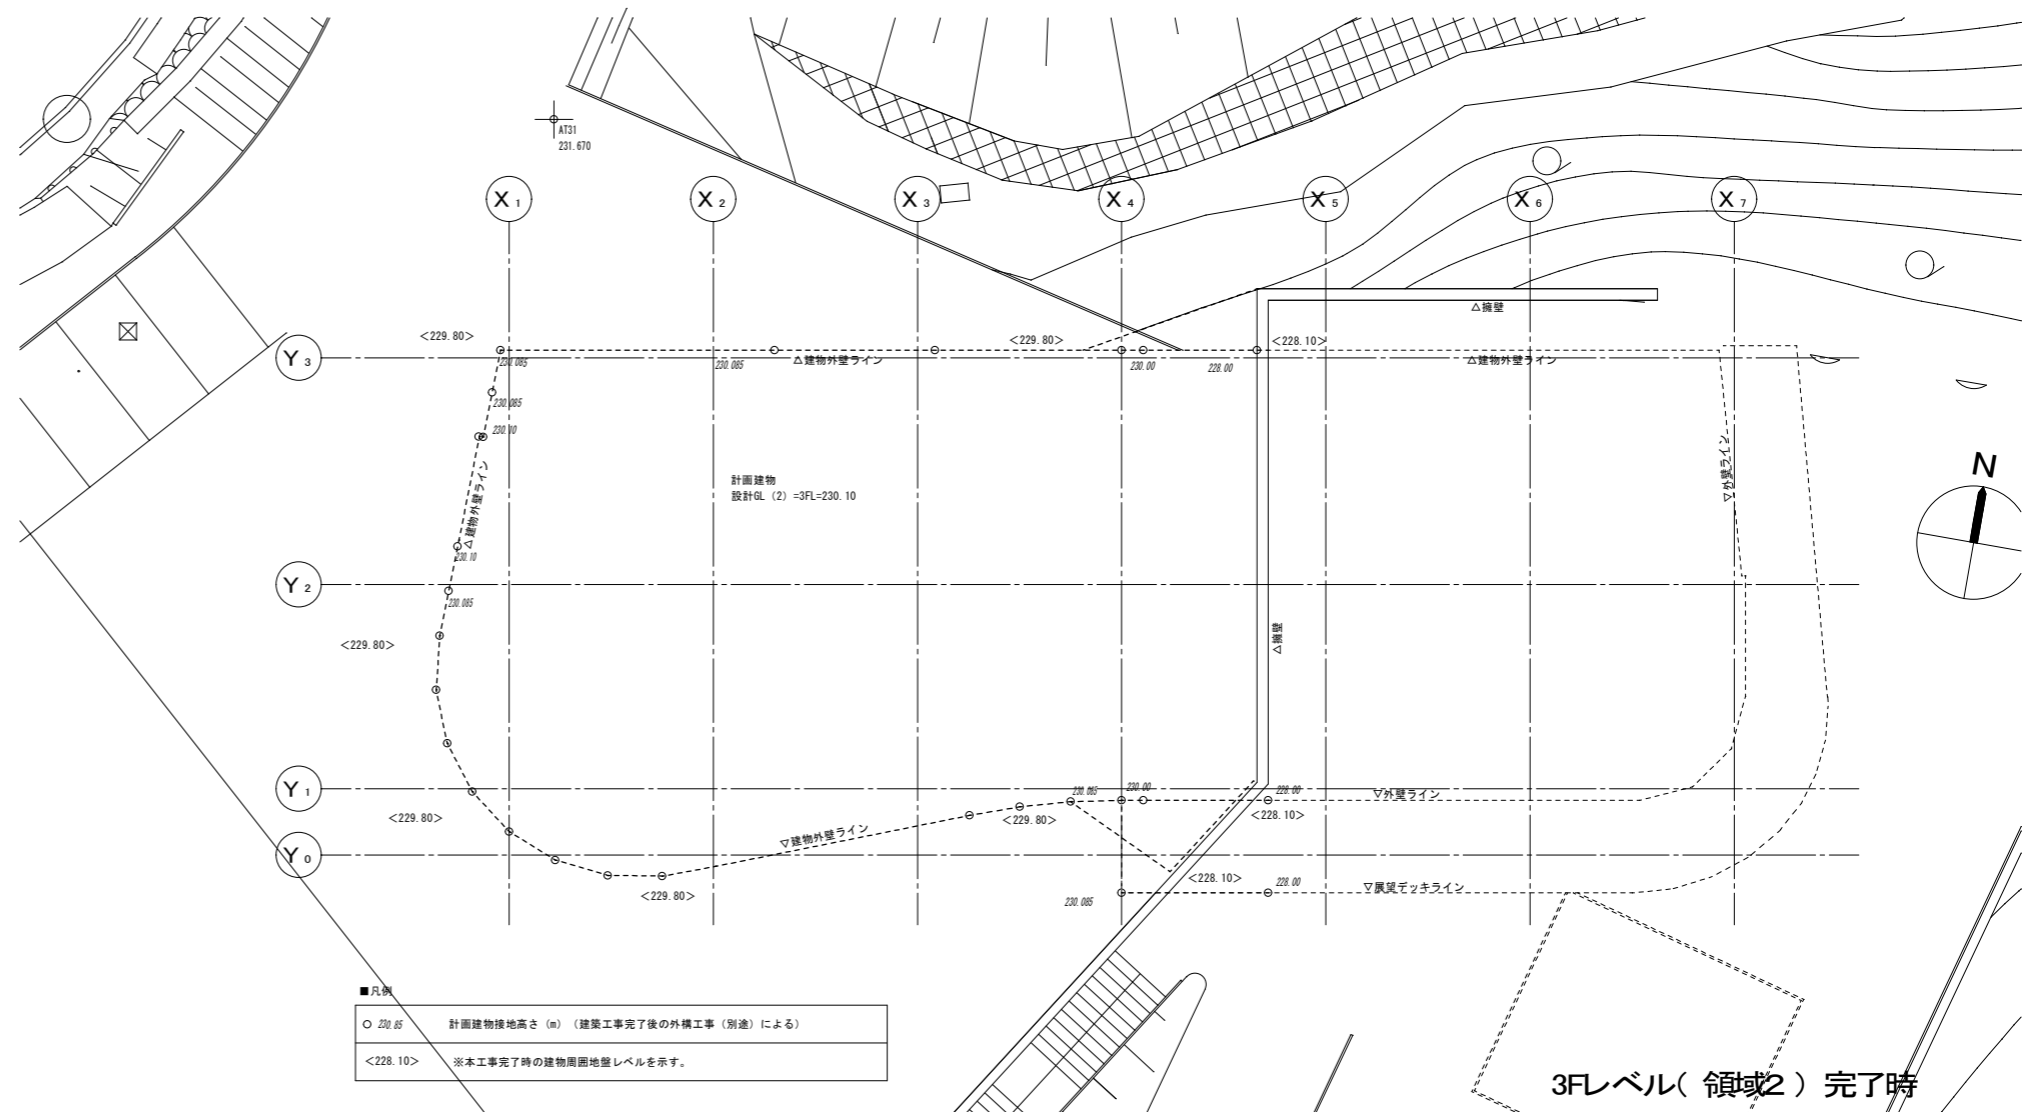 AT31
231.670
X1
X2
X3
X4
X5
X6
X7
△擁壁
<229.80>
<229.80>
<228.10>
Y3
230.085
230.085
△建物外壁ライン
230.00
228.00
△建物外壁ライン
230.085
230.10
▽外壁ライン
N
△建物外壁ライン
計画建物
設計GL（2）=3FL=230.10
230.10
Y2
230.085
<229.80>
△擁壁
Y1
230.085
230.00
228.00
▽外壁ライン
<229.80>
<229.80>
<228.10>
▽建物外壁ライン
Y0
<229.80>
<228.10>
228.00
▽展望デッキライン
230.085
■凡例
230.85 計画建物接地高さ（m）（建築工事完了後の外構工事（別途）による）
<228.10> ※本工事完了時の建物周囲地盤レベルを示す。
3Fレベル（領域2）完了時